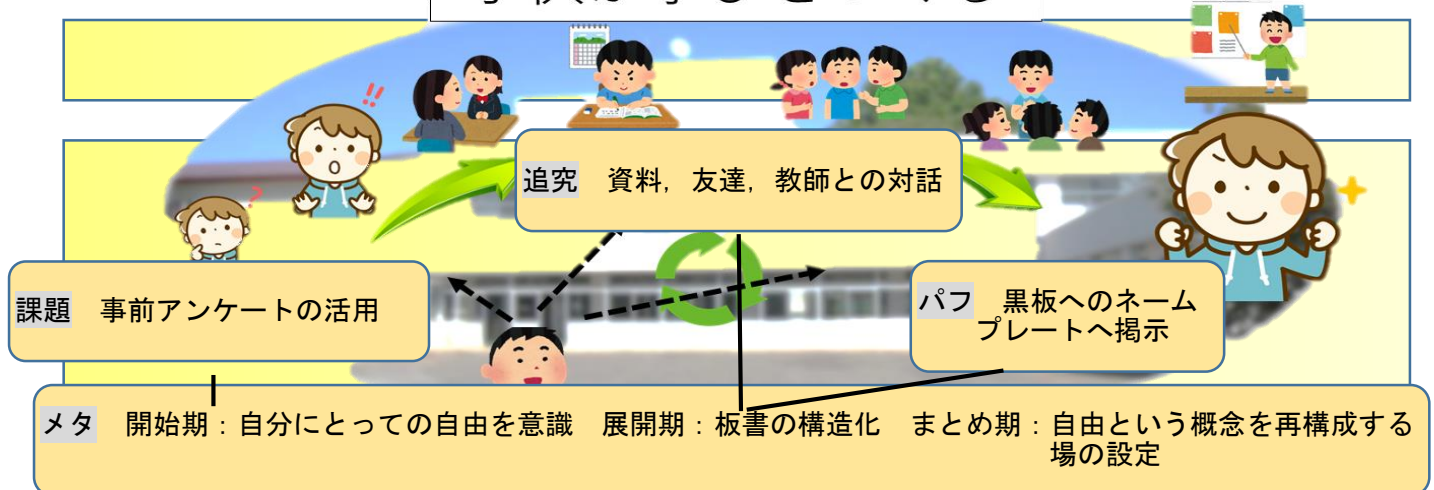 追究　資料，友達，教師との対話
課題　事前アンケートの活用
パフ　黒板へのネーム
プレートへ掲示
メタ　開始期：自分にとっての自由を意識　展開期：板書の構造化　まとめ期：自由という概念を再構成する
場の設定